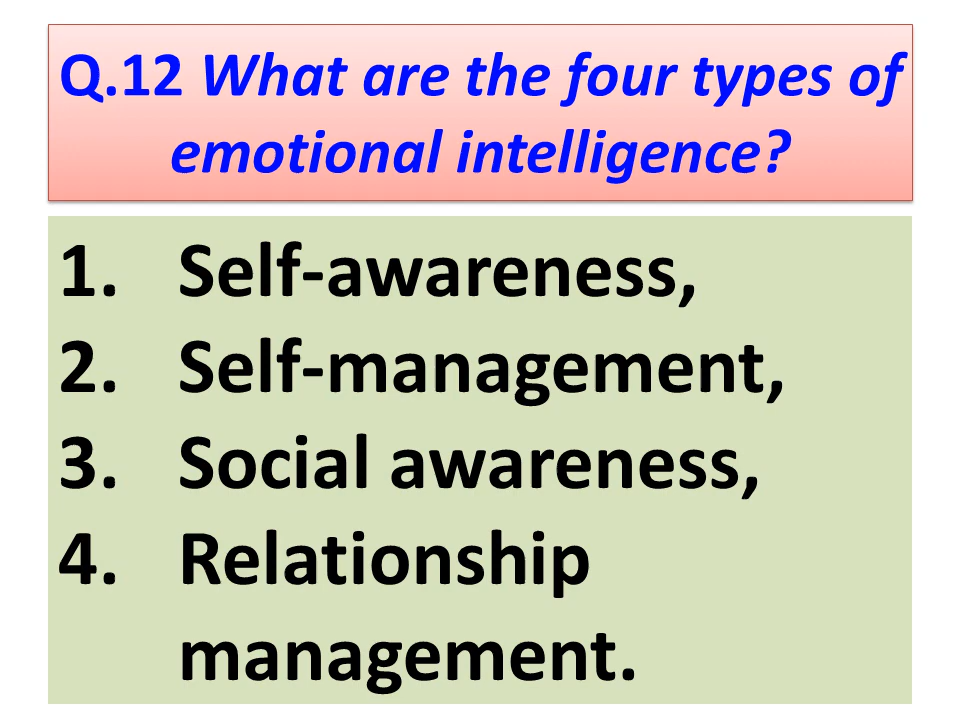 Q.12 What are the four types of
emotional intelligence?
1. Self-awareness,
2. Self-management,
3. Social awareness,
4. Relationship
management.